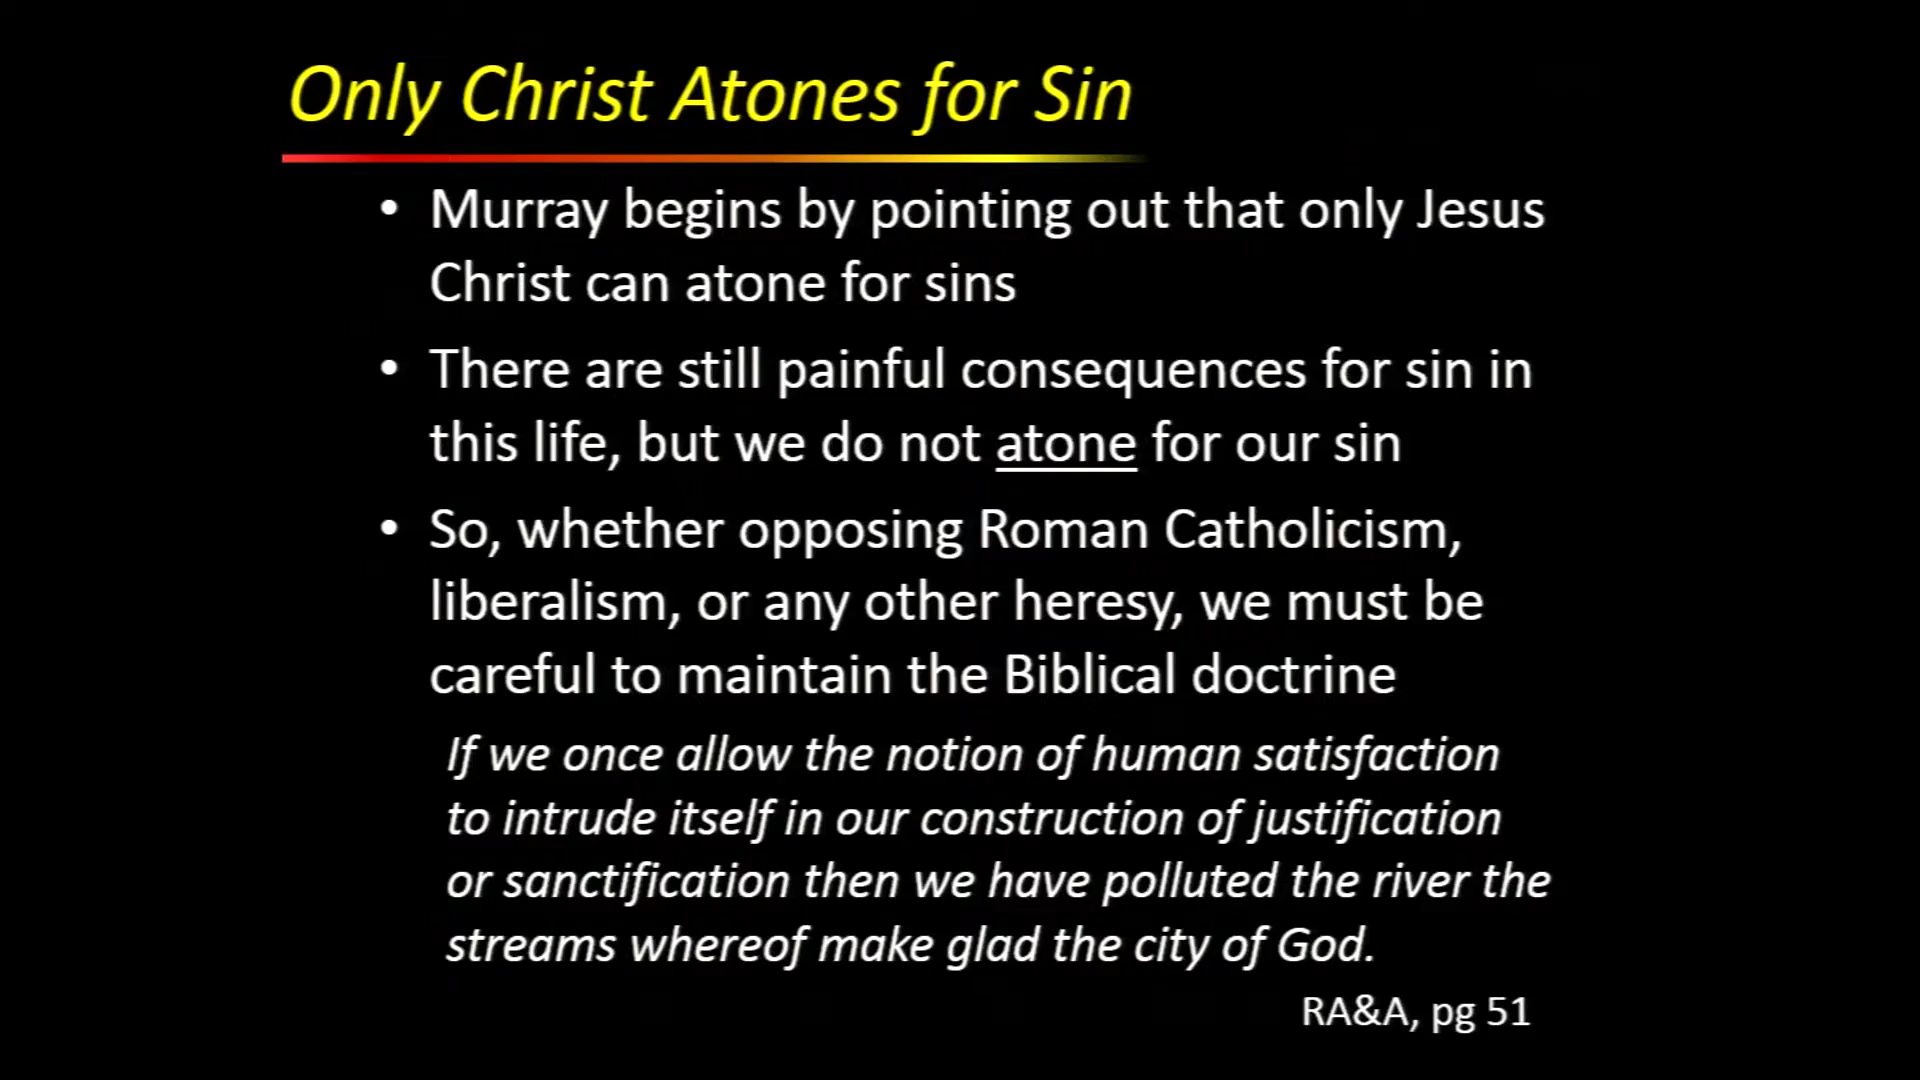 Only Christ Atones for Sin
• Murray begins by pointing out that only Jesus
Christ can atone for sins
• There are still painful consequences for sin in
this life, but we do not atone for our sin
• So, whether opposing Roman Catholicism,
liberalism, or any other heresy, we must be
careful to maintain the Biblical doctrine
If we once allow the notion of human satisfaction
to intrude itself in our construction of justification
or sanctification then we have polluted the river the
streams whereof make glad the city of God.
RA&A, pg 51